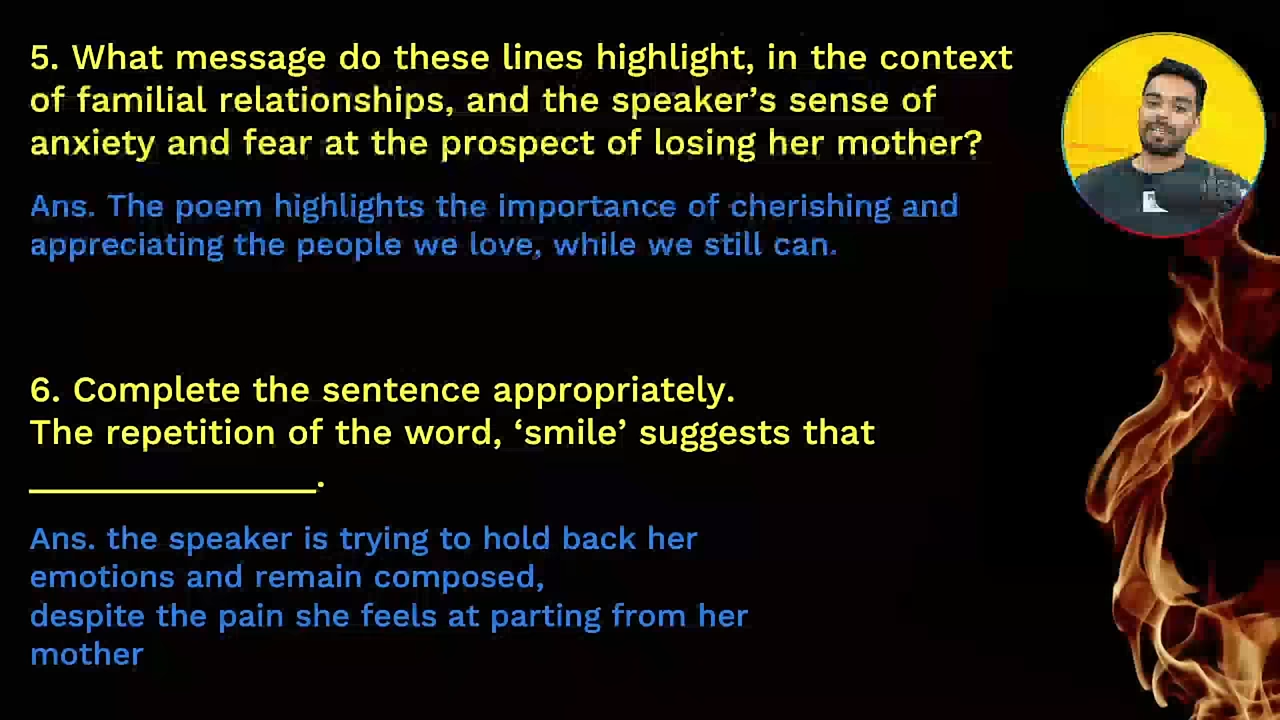 5. What message do these lines highlight, in the context
of familial relationships, and the speaker’s sense of
anxiety and fear at the prospect of losing her mother?
Ans. The poem highlights the importance of cherishing and
appreciating the people we love, while we still can.
6. Complete the sentence appropriately.
The repetition of the word, ‘smile’ suggests that
________________.
Ans. the speaker is trying to hold back her
emotions and remain composed,
despite the pain she feels at parting from her
mother